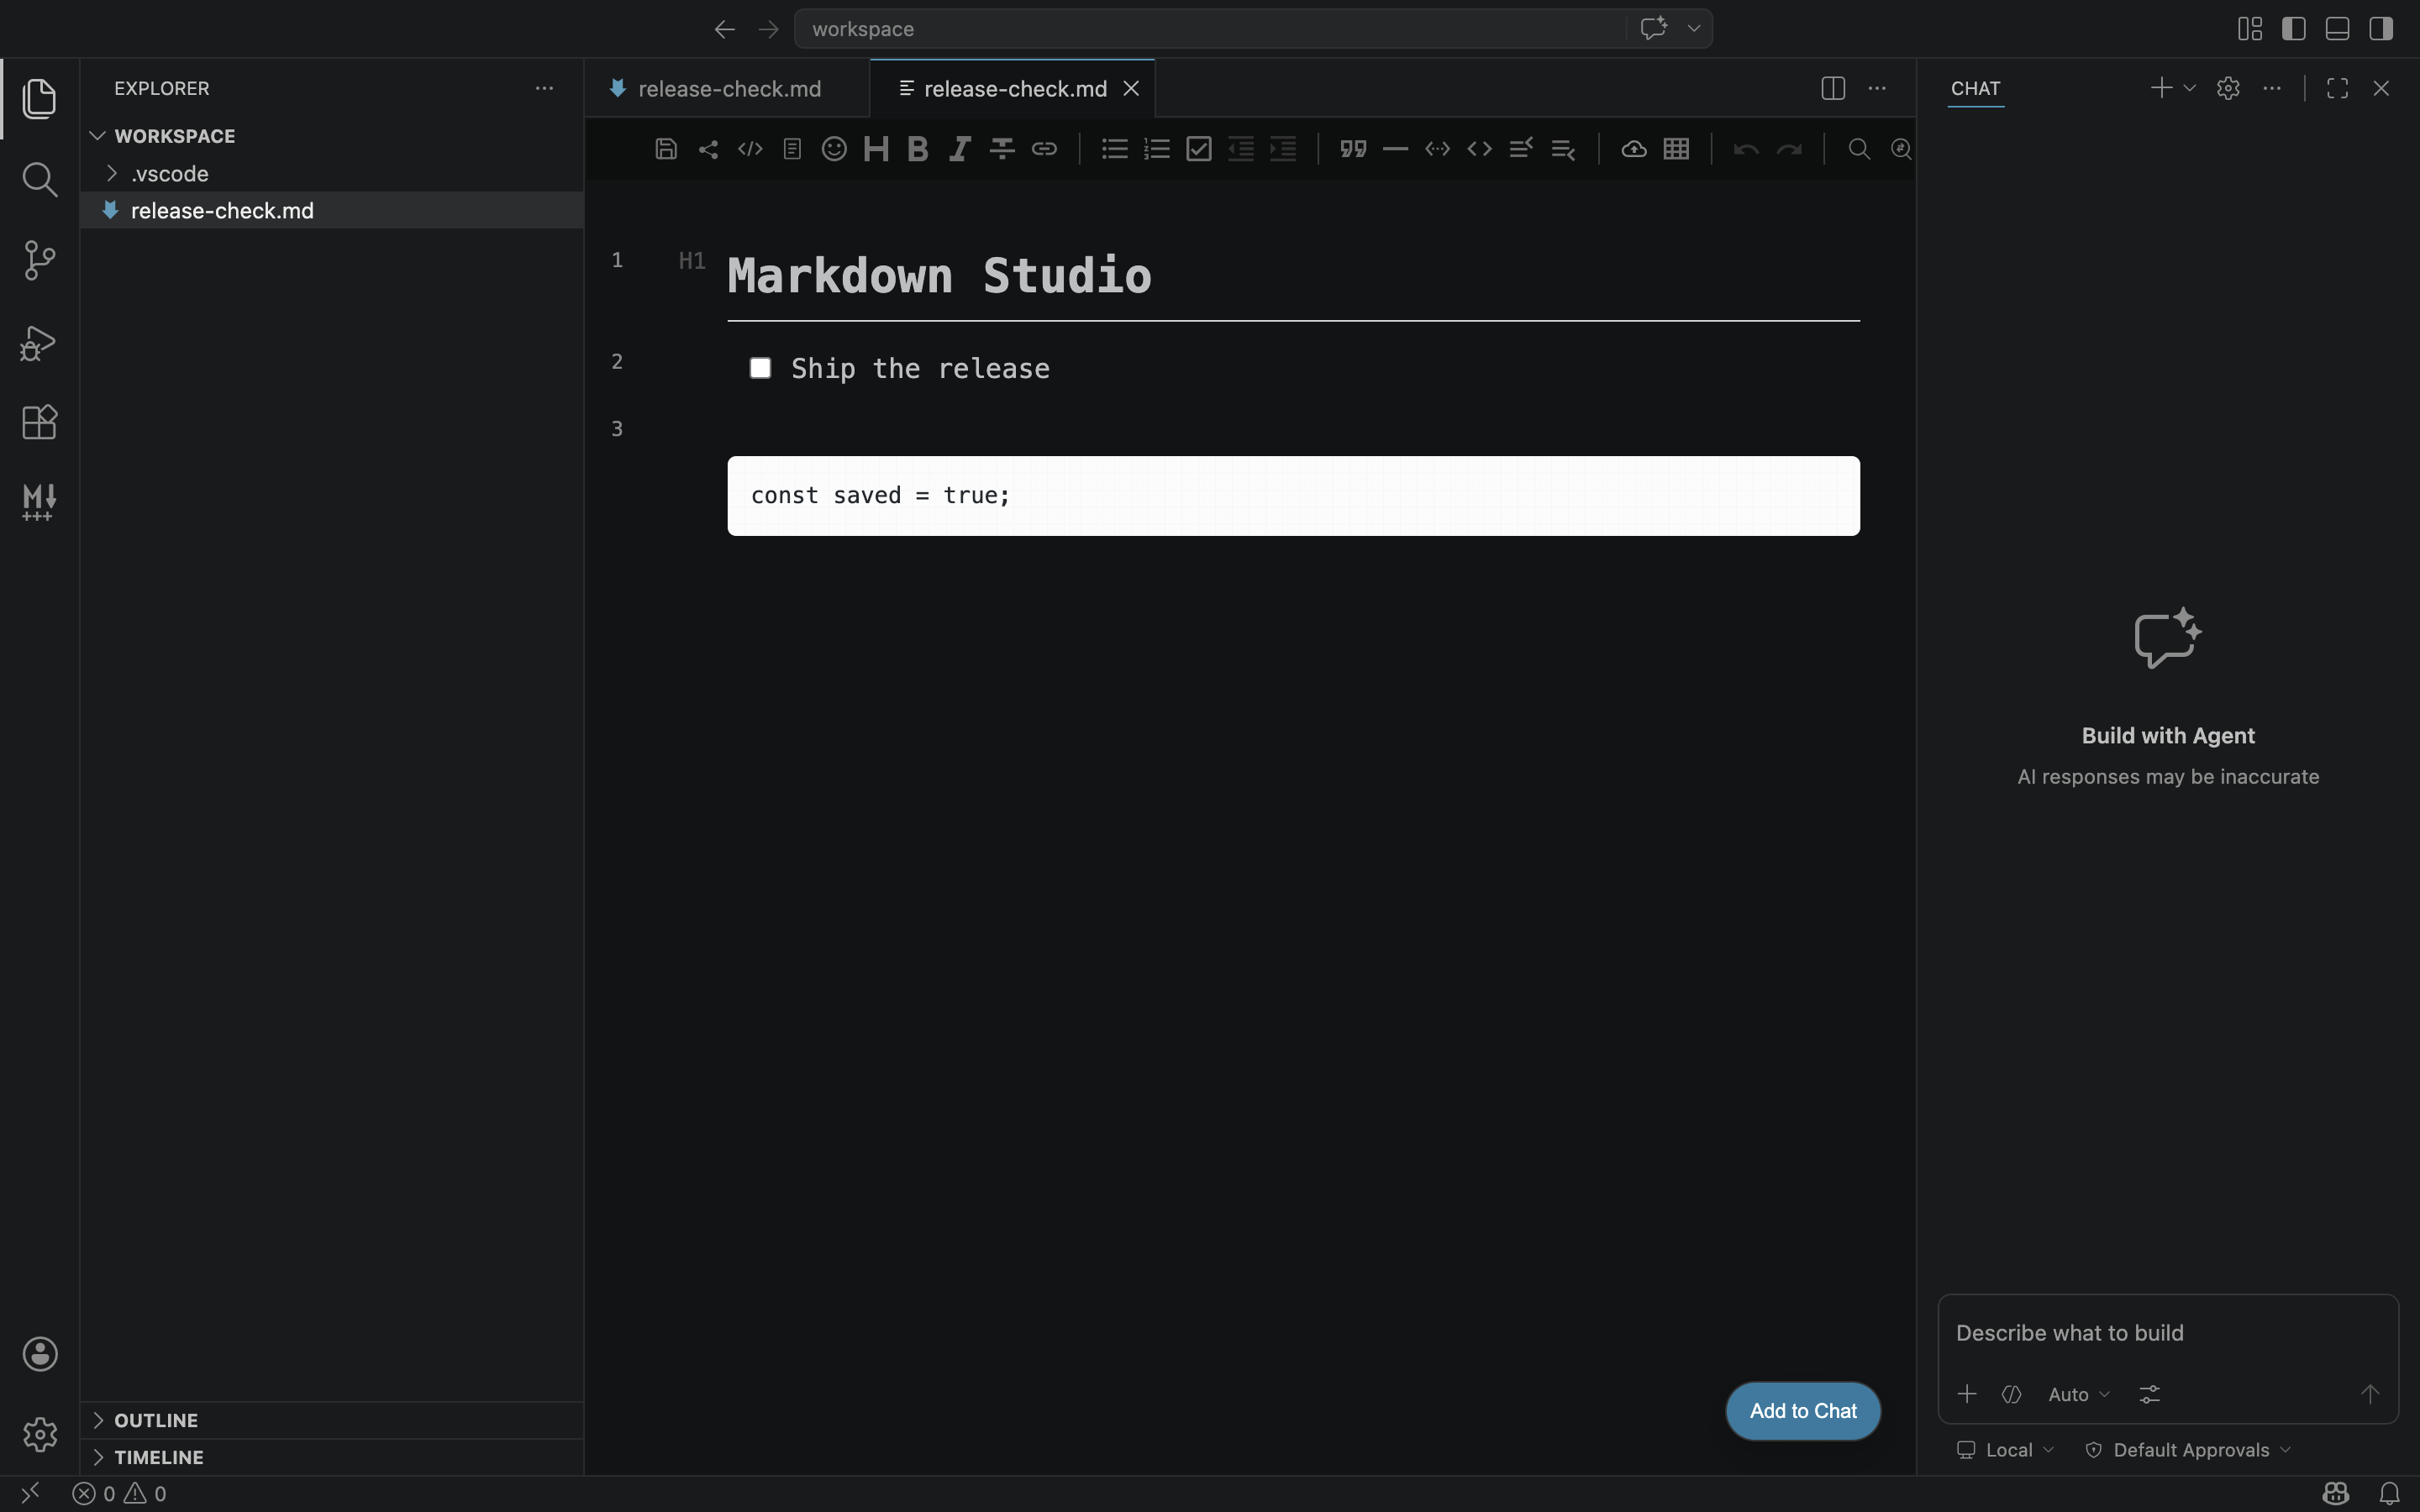 workspace
EXPLORER
WORKSPACE
.vscode
release-check.md
OUTLINE
TIMELINE
release-check.md
release-check.md
1
H1
Markdown Studio
2
Ship the release
3
const saved = true;
Add to Chat
CHAT
Build with Agent
AI responses may be inaccurate
Describe what to build
Auto
Local
Default Approvals
0
0